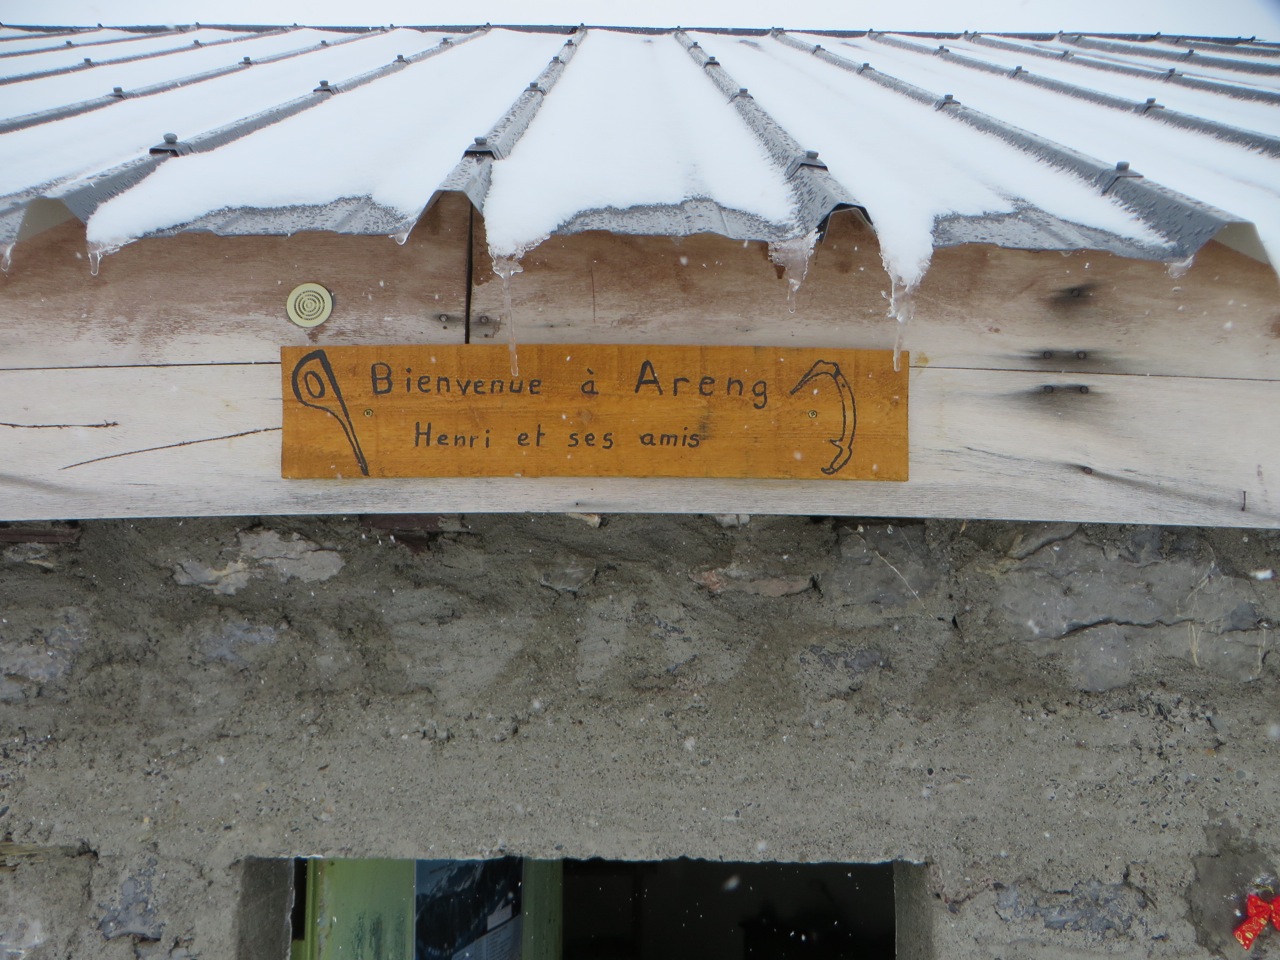 Bienvenue à Areng
Henri et ses amis